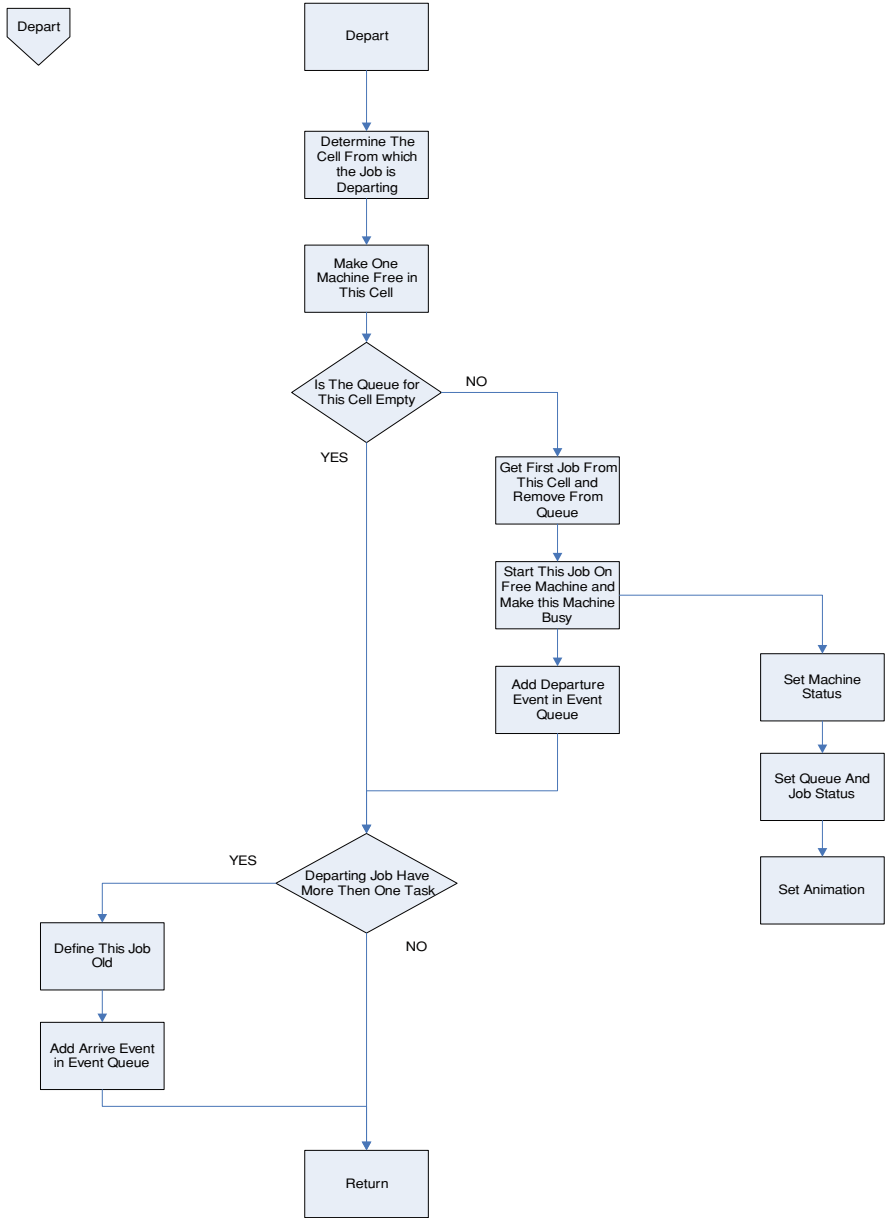 Depart
Depart
Determine The
Cell From which
the Job is
Departing
Make One
Machine Free in
This Cell
Is The Queue for
This Cell Empty
NO
YES
Get First Job From
This Cell and
Remove From
Queue
Start This Job On
Free Machine and
Make this Machine
Busy
Add Departure
Event in Event
Queue
Set Machine
Status
Set Queue And
Job Status
Set Animation
Departing Job Have
More Then One Task
YES
NO
Define This Job
Old
Add Arrive Event
in Event Queue
Return